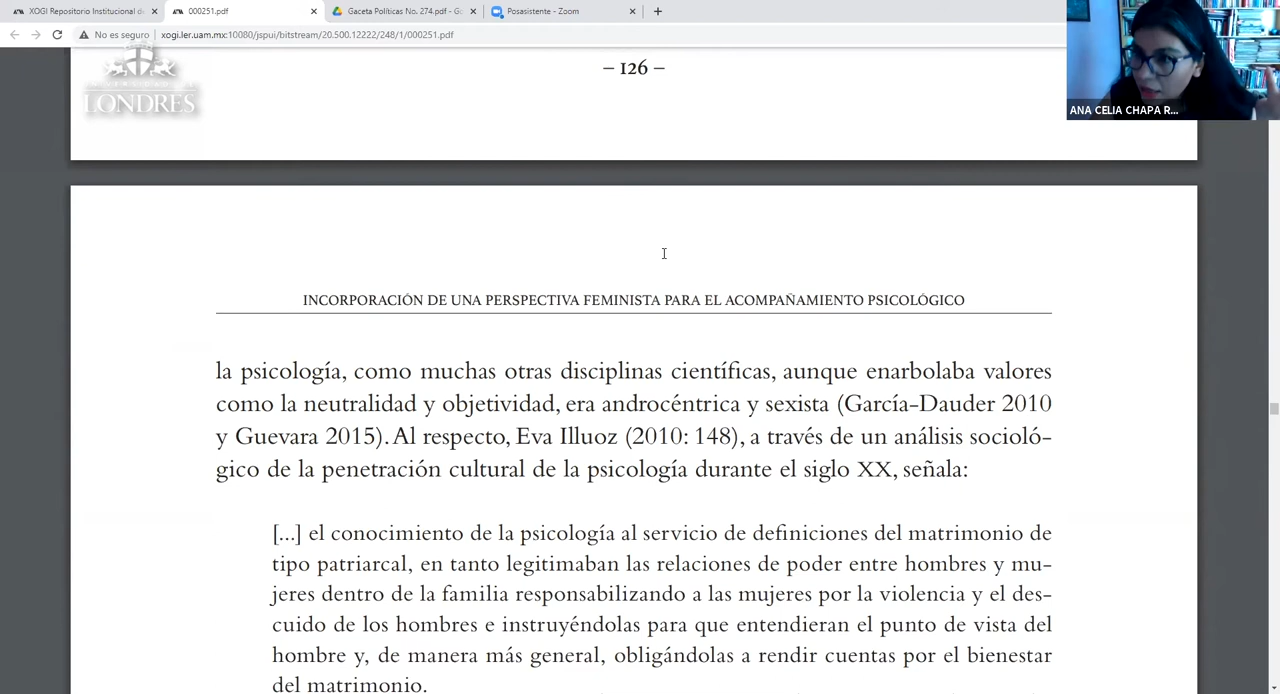 XOGI Repositorio Institucional d
000251.pdf
Gaceta Políticas No. 274.pdf - G
Posasistente - Zoom
No es seguro
xogi.ler.uam.mx:10080/jspui/bitstream/20.500.12222/248/1/000251.pdf
LONDRES
ANA CELIA CHAPA R...
– 126 –
INCORPORACIÓN DE UNA PERSPECTIVA FEMINISTA PARA EL ACOMPAÑAMIENTO PSICOLÓGICO
la psicología, como muchas otras disciplinas científicas, aunque enarbolaba valores
como la neutralidad y objetividad, era androcéntrica y sexista (García-Dauder 2010
y Guevara 2015). Al respecto, Eva Illuoz (2010: 148), a través de un análisis socioló-
gico de la penetración cultural de la psicología durante el siglo XX, señala:
[...] el conocimiento de la psicología al servicio de definiciones del matrimonio de
tipo patriarcal, en tanto legitimaban las relaciones de poder entre hombres y mu-
jeres dentro de la familia responsabilizando a las mujeres por la violencia y el des-
cuido de los hombres e instruyéndolas para que entendieran el punto de vista del
hombre y, de manera más general, obligándolas a rendir cuentas por el bienestar
del matrimonio.